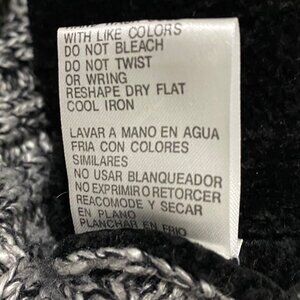 WITH LIKE COLORS
DO NOT BLEACH
DO NOT TWIST
OR WRING
RESHAPE DRY FLAT
COOL IRON
LAVAR A MANO EN AGUA
FRIA CON COLORES
SIMILARES
NO USAR BLANQUEADOR
NO EXPRIMIR O RETORCER
REACOMODE Y SECAR
EN PLANO
PLANCHAR EN FRIO